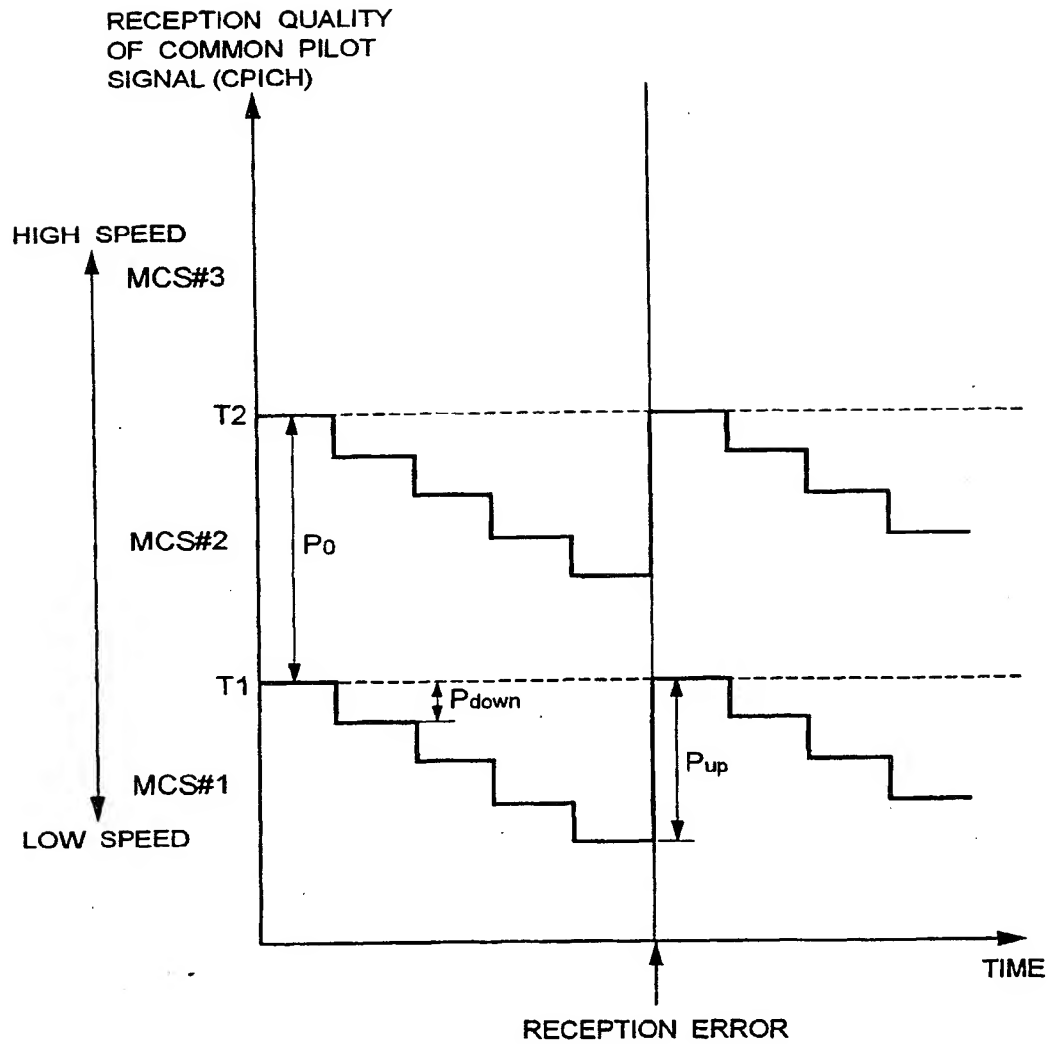 RECEPTION QUALITY
OF COMMON PILOT
SIGNAL (CPICH)
HIGH SPEED
MCS#3
T2
MCS#2
P0
T1
Pdown
Pup
MCS#1
LOW SPEED
TIME
RECEPTION ERROR